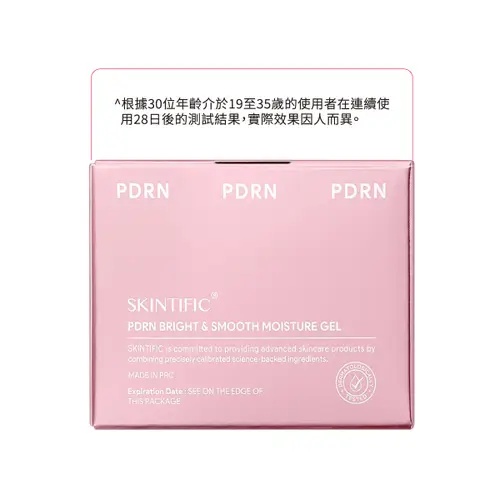 ^根據30位年齡介於19至35歲的使用者在連續使
用28日後的測試結果,實際效果因人而異。
PDRN PDRN PDRN
SKINTIFIC®
PDRN BRIGHT & SMOOTH MOISTURE GEL
SKINTIFIC is committed to providing advanced skincare products by
combining precisely calibrated science-backed ingredients.
MADE IN PRC
Expiration Date : SEE ON THE EDGE OF
THIS PACKAGE
DERMATOLOGICALLY
TESTED